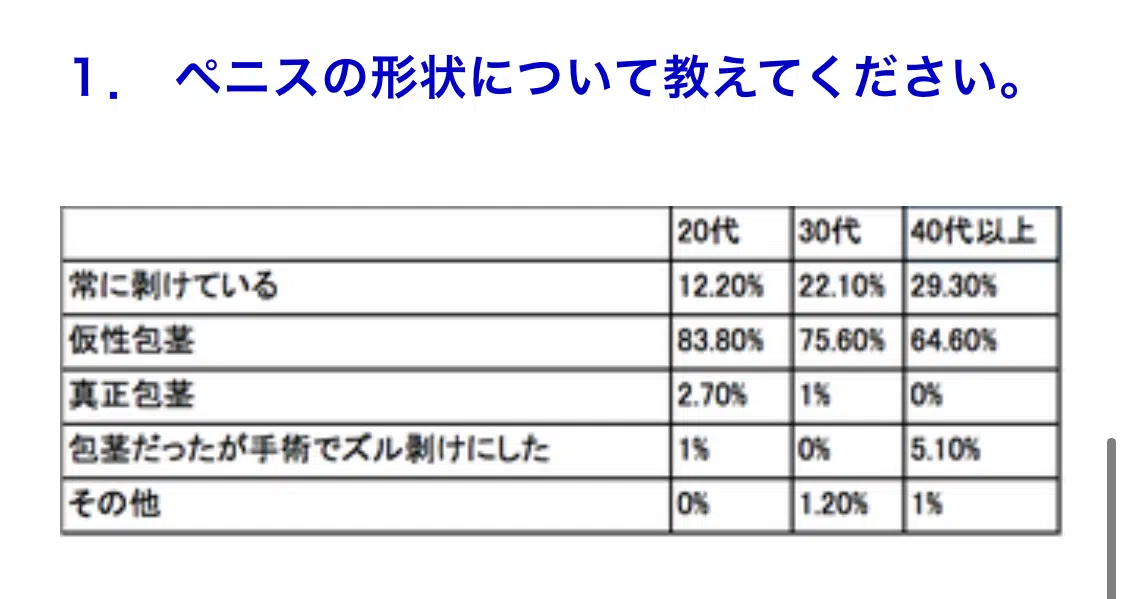 1. ペニスの形状について教えてください。
20代 30代 40代以上
常に剥けている 12.20% 22.10% 29.30%
仮性包茎 83.80% 75.60% 64.60%
真正包茎 2.70% 1% 0%
包茎だったが手術でズル剥けにした 1% 0% 5.10%
その他 0% 1.20% 1%